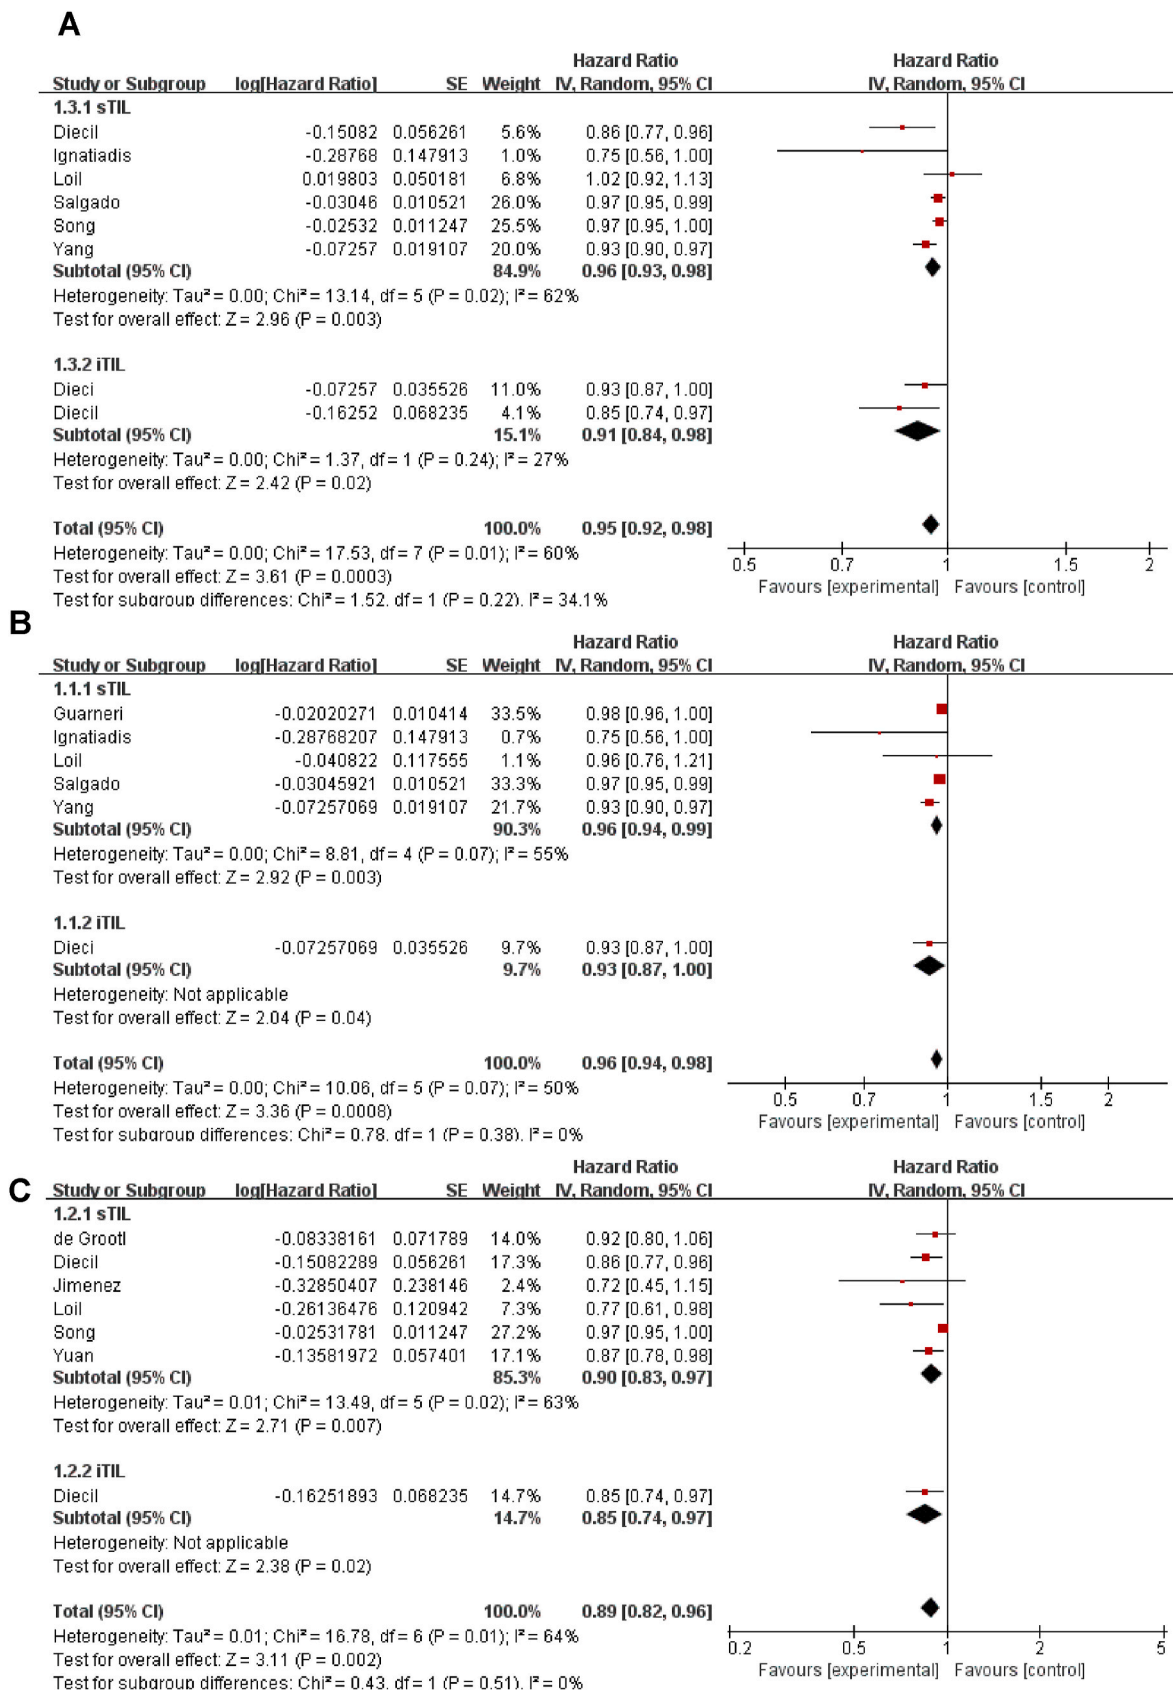 A
Hazard Ratio Hazard Ratio
Study or Subgroup log[Hazard Ratio] SE Weight IV, Random, 95% CI IV, Random, 95% CI
1.3.1 sTIL
DieciI -0.15082 0.056261 5.6% 0.86 [0.77, 0.96]
Ignatiadis -0.28768 0.147913 1.0% 0.75 [0.56, 1.00]
LoiI 0.019803 0.050181 6.8% 1.02 [0.92, 1.13]
Salgado -0.03046 0.010521 26.0% 0.97 [0.95, 0.99]
Song -0.02532 0.011247 25.5% 0.97 [0.95, 1.00]
Yang -0.07257 0.019107 20.0% 0.93 [0.90, 0.97]
Subtotal (95% CI) 84.9% 0.96 [0.93, 0.98]
Heterogeneity: Tau² = 0.00; Chi² = 13.14, df = 5 (P = 0.02); I² = 62%
Test for overall effect: Z = 2.96 (P = 0.003)
1.3.2 iTIL
Dieci -0.07257 0.035526 11.0% 0.93 [0.87, 1.00]
DieciI -0.16252 0.068235 4.1% 0.85 [0.74, 0.97]
Subtotal (95% CI) 15.1% 0.91 [0.84, 0.98]
Heterogeneity: Tau² = 0.00; Chi² = 1.37, df = 1 (P = 0.24); I² = 27%
Test for overall effect: Z = 2.42 (P = 0.02)
Total (95% CI) 100.0% 0.95 [0.92, 0.98]
Heterogeneity: Tau² = 0.00; Chi² = 17.53, df = 7 (P = 0.01); I² = 60%
Test for overall effect: Z = 3.61 (P = 0.0003)
Test for subgroup differences: Chi² = 1.52, df = 1 (P = 0.22), I² = 34.1%
0.5 0.7 1 1.5 2
Favours [experimental] Favours [control]
B
Hazard Ratio Hazard Ratio
Study or Subgroup log[Hazard Ratio] SE Weight IV, Random, 95% CI IV, Random, 95% CI
1.1.1 sTIL
Guarneri -0.02020271 0.010414 33.5% 0.98 [0.96, 1.00]
Ignatiadis -0.28768207 0.147913 0.7% 0.75 [0.56, 1.00]
LoiI -0.040822 0.117555 1.1% 0.96 [0.76, 1.21]
Salgado -0.03045921 0.010521 33.3% 0.97 [0.95, 0.99]
Yang -0.07257069 0.019107 21.7% 0.93 [0.90, 0.97]
Subtotal (95% CI) 90.3% 0.96 [0.94, 0.99]
Heterogeneity: Tau² = 0.00; Chi² = 8.81, df = 4 (P = 0.07); I² = 55%
Test for overall effect: Z = 2.92 (P = 0.003)
1.1.2 iTIL
Dieci -0.07257069 0.035526 9.7% 0.93 [0.87, 1.00]
Subtotal (95% CI) 9.7% 0.93 [0.87, 1.00]
Heterogeneity: Not applicable
Test for overall effect: Z = 2.04 (P = 0.04)
Total (95% CI) 100.0% 0.96 [0.94, 0.98]
Heterogeneity: Tau² = 0.00; Chi² = 10.06, df = 5 (P = 0.07); I² = 50%
Test for overall effect: Z = 3.36 (P = 0.0008)
Test for subgroup differences: Chi² = 0.78, df = 1 (P = 0.38), I² = 0%
0.5 0.7 1 1.5 2
Favours [experimental] Favours [control]
C
Hazard Ratio Hazard Ratio
Study or Subgroup log[Hazard Ratio] SE Weight IV, Random, 95% CI IV, Random, 95% CI
1.2.1 sTIL
de GrootI -0.08338161 0.071789 14.0% 0.92 [0.80, 1.06]
DieciI -0.15082289 0.056261 17.3% 0.86 [0.77, 0.96]
Jimenez -0.32850407 0.238146 2.4% 0.72 [0.45, 1.15]
LoiI -0.26136476 0.120942 7.3% 0.77 [0.61, 0.98]
Song -0.02531781 0.011247 27.2% 0.97 [0.95, 1.00]
Yuan -0.13581972 0.057401 17.1% 0.87 [0.78, 0.98]
Subtotal (95% CI) 85.3% 0.90 [0.83, 0.97]
Heterogeneity: Tau² = 0.01; Chi² = 13.49, df = 5 (P = 0.02); I² = 63%
Test for overall effect: Z = 2.71 (P = 0.007)
1.2.2 iTIL
DieciI -0.16251893 0.068235 14.7% 0.85 [0.74, 0.97]
Subtotal (95% CI) 14.7% 0.85 [0.74, 0.97]
Heterogeneity: Not applicable
Test for overall effect: Z = 2.38 (P = 0.02)
Total (95% CI) 100.0% 0.89 [0.82, 0.96]
Heterogeneity: Tau² = 0.01; Chi² = 16.78, df = 6 (P = 0.01); I² = 64%
Test for overall effect: Z = 3.11 (P = 0.002)
Test for subgroup differences: Chi² = 0.43, df = 1 (P = 0.51), I² = 0%
0.2 0.5 1 2 5
Favours [experimental] Favours [control]